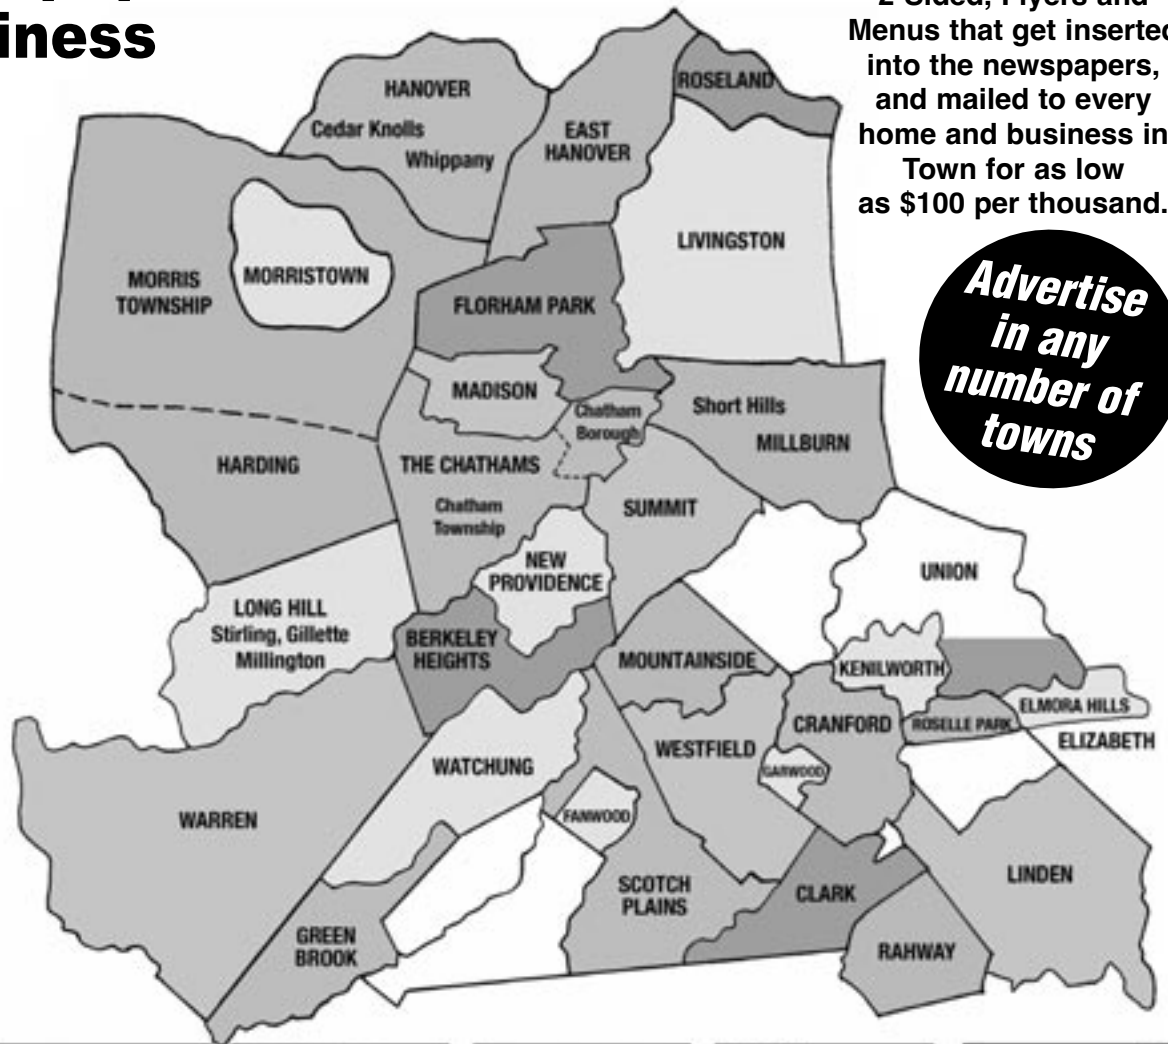 iness
Menus that get inserted
into the newspapers,
and mailed to every
home and business in
Town for as low
as $100 per thousand.
Advertise
in any
number of
towns
HANOVER
Cedar Knolls
Whippany
EAST
HANOVER
ROSELAND
LIVINGSTON
MORRIS
TOWNSHIP
MORRISTOWN
FLORHAM PARK
MADISON
Chatham
Borough
Short Hills
MILLBURN
HARDING
THE CHATHAMS
Chatham
Township
SUMMIT
NEW
PROVIDENCE
UNION
LONG HILL
Stirling, Gillette
Millington
BERKELEY
HEIGHTS
MOUNTAINSIDE
KENILWORTH
ELMORA HILLS
ROSELLE PARK
CRANFORD
ELIZABETH
WESTFIELD
GARWOOD
WATCHUNG
WARREN
FANWOOD
SCOTCH
PLAINS
CLARK
LINDEN
GREEN
BROOK
RAHWAY